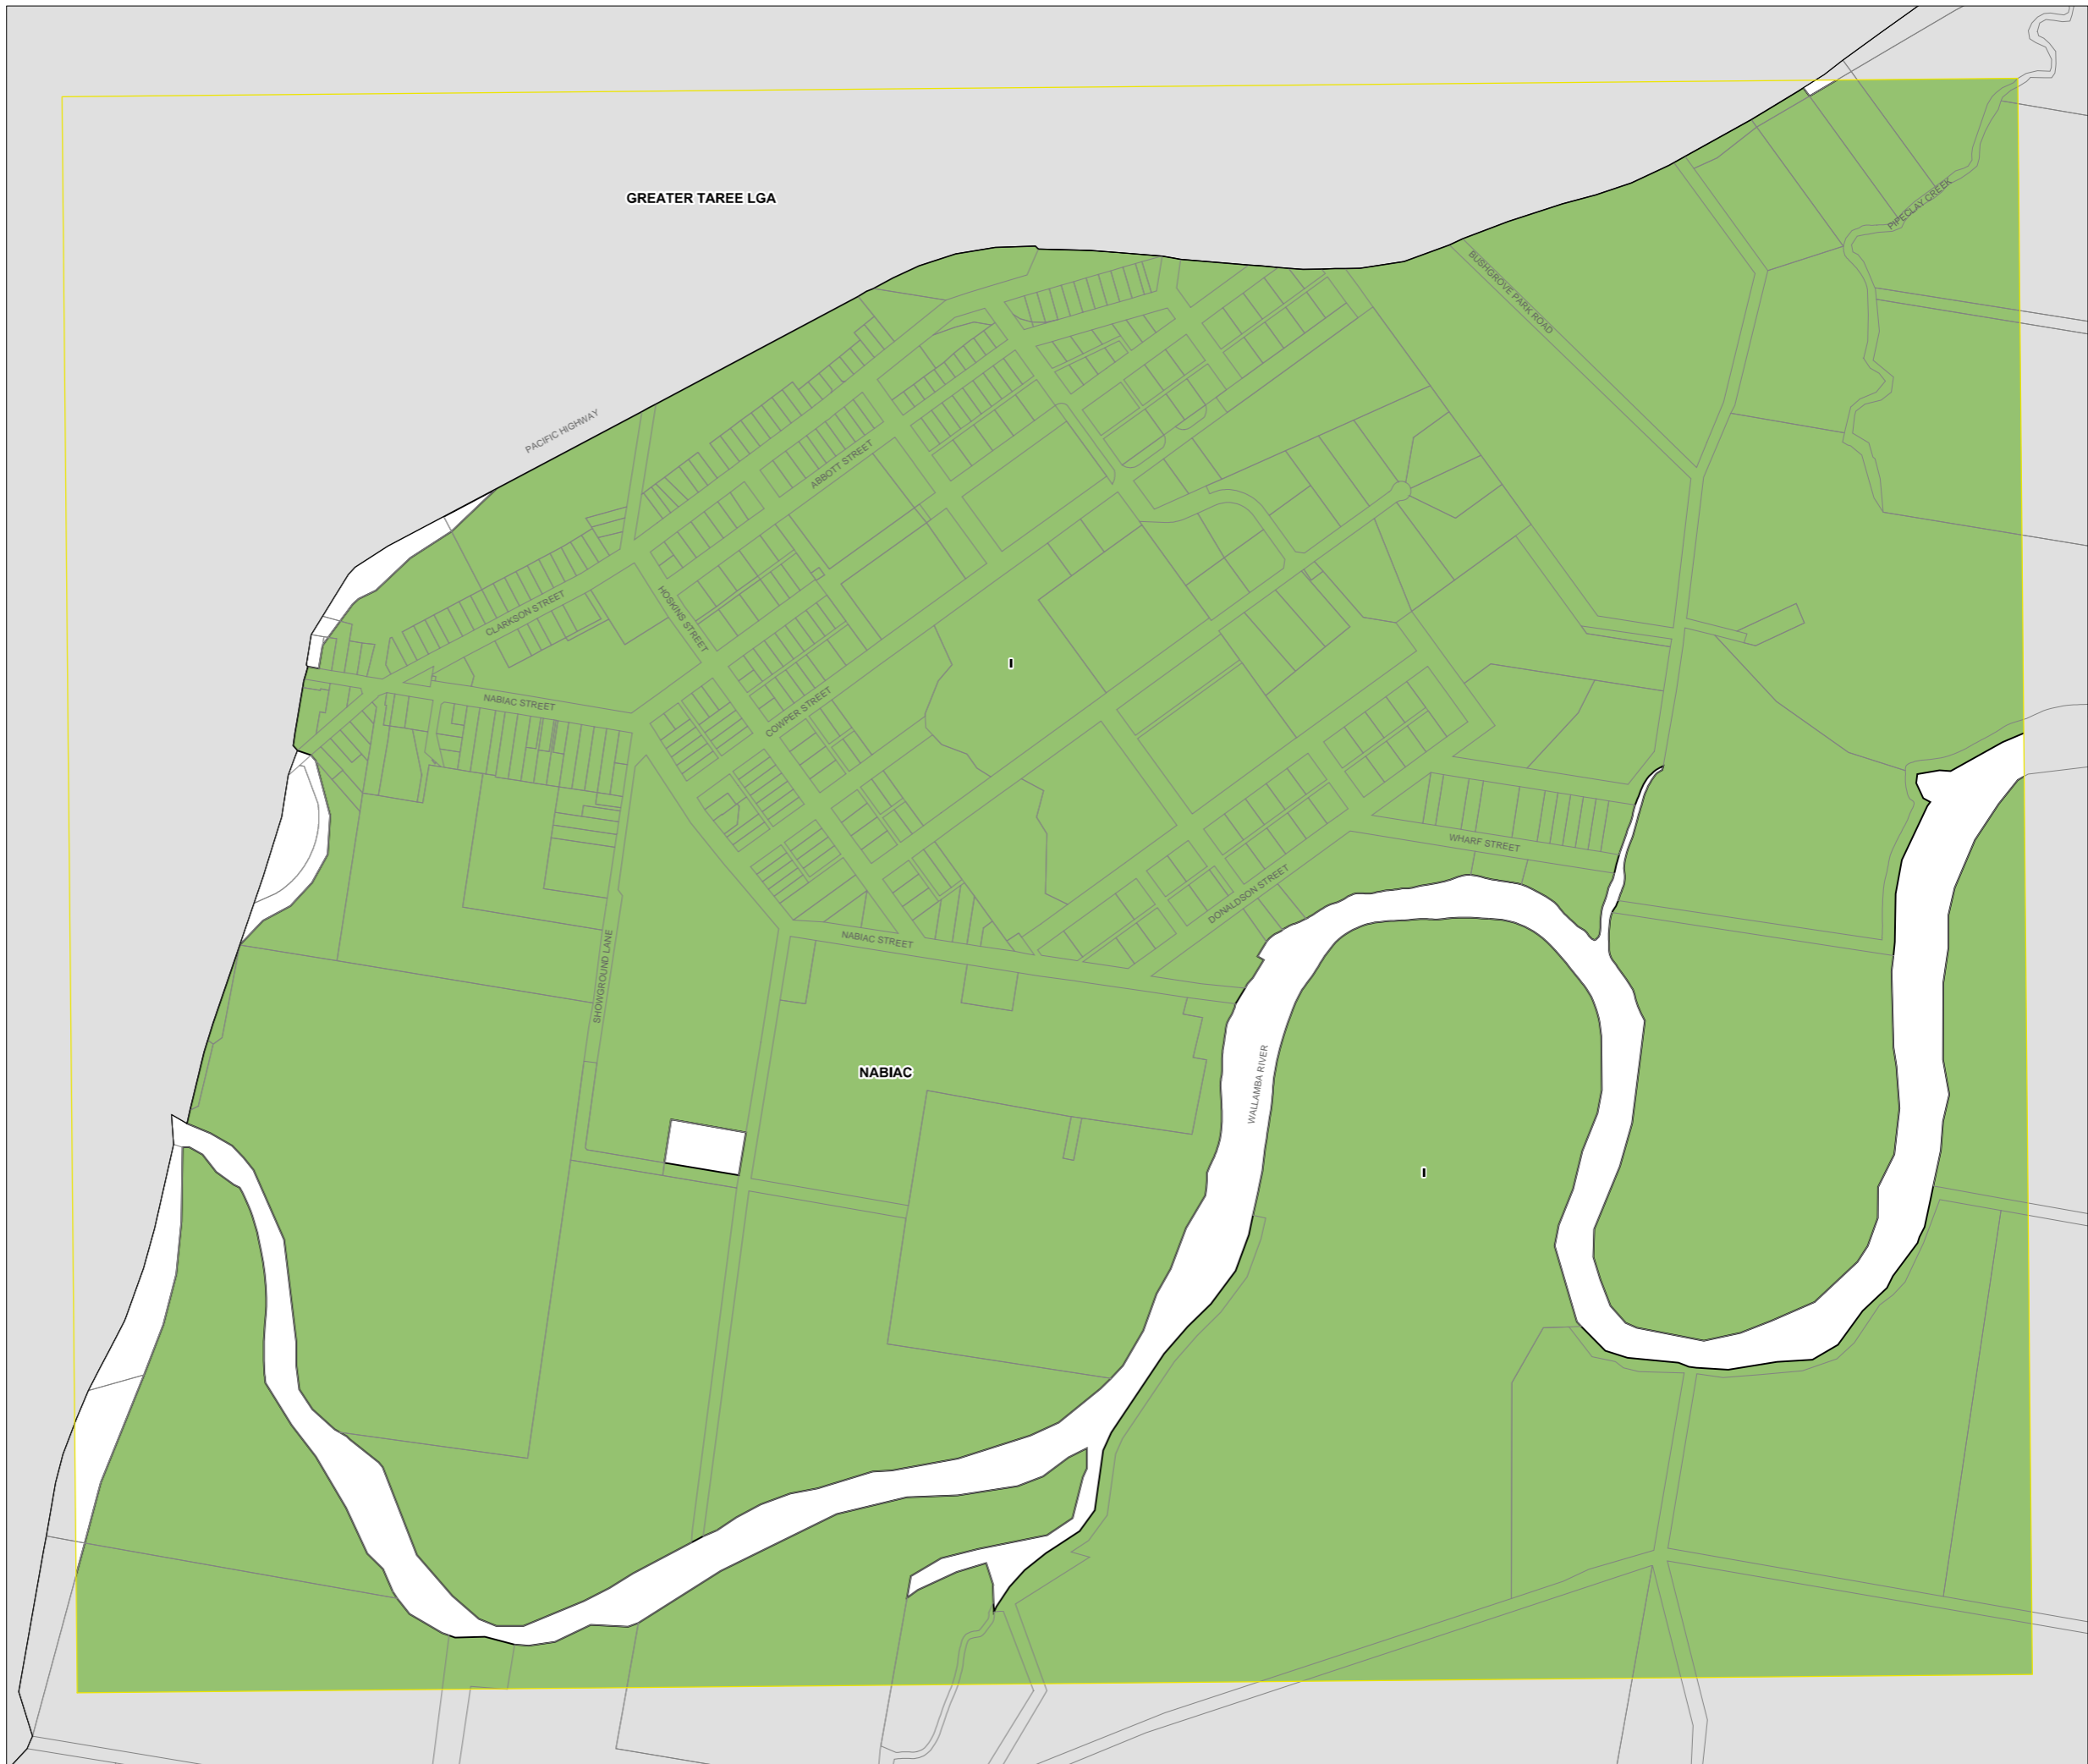 GREATER TAREE LGA
PIPECLAY CREEK
BUSHGROVE PARK ROAD
PACIFIC HIGHWAY
ABBOTT STREET
CLARKSON STREET
HOSKINS STREET
I
NABIAC STREET
COWPER STREET
WHARF STREET
DONALDSON STREET
NABIAC STREET
SHOWGROUND LANE
NABIAC
WALLAMBA RIVER
I